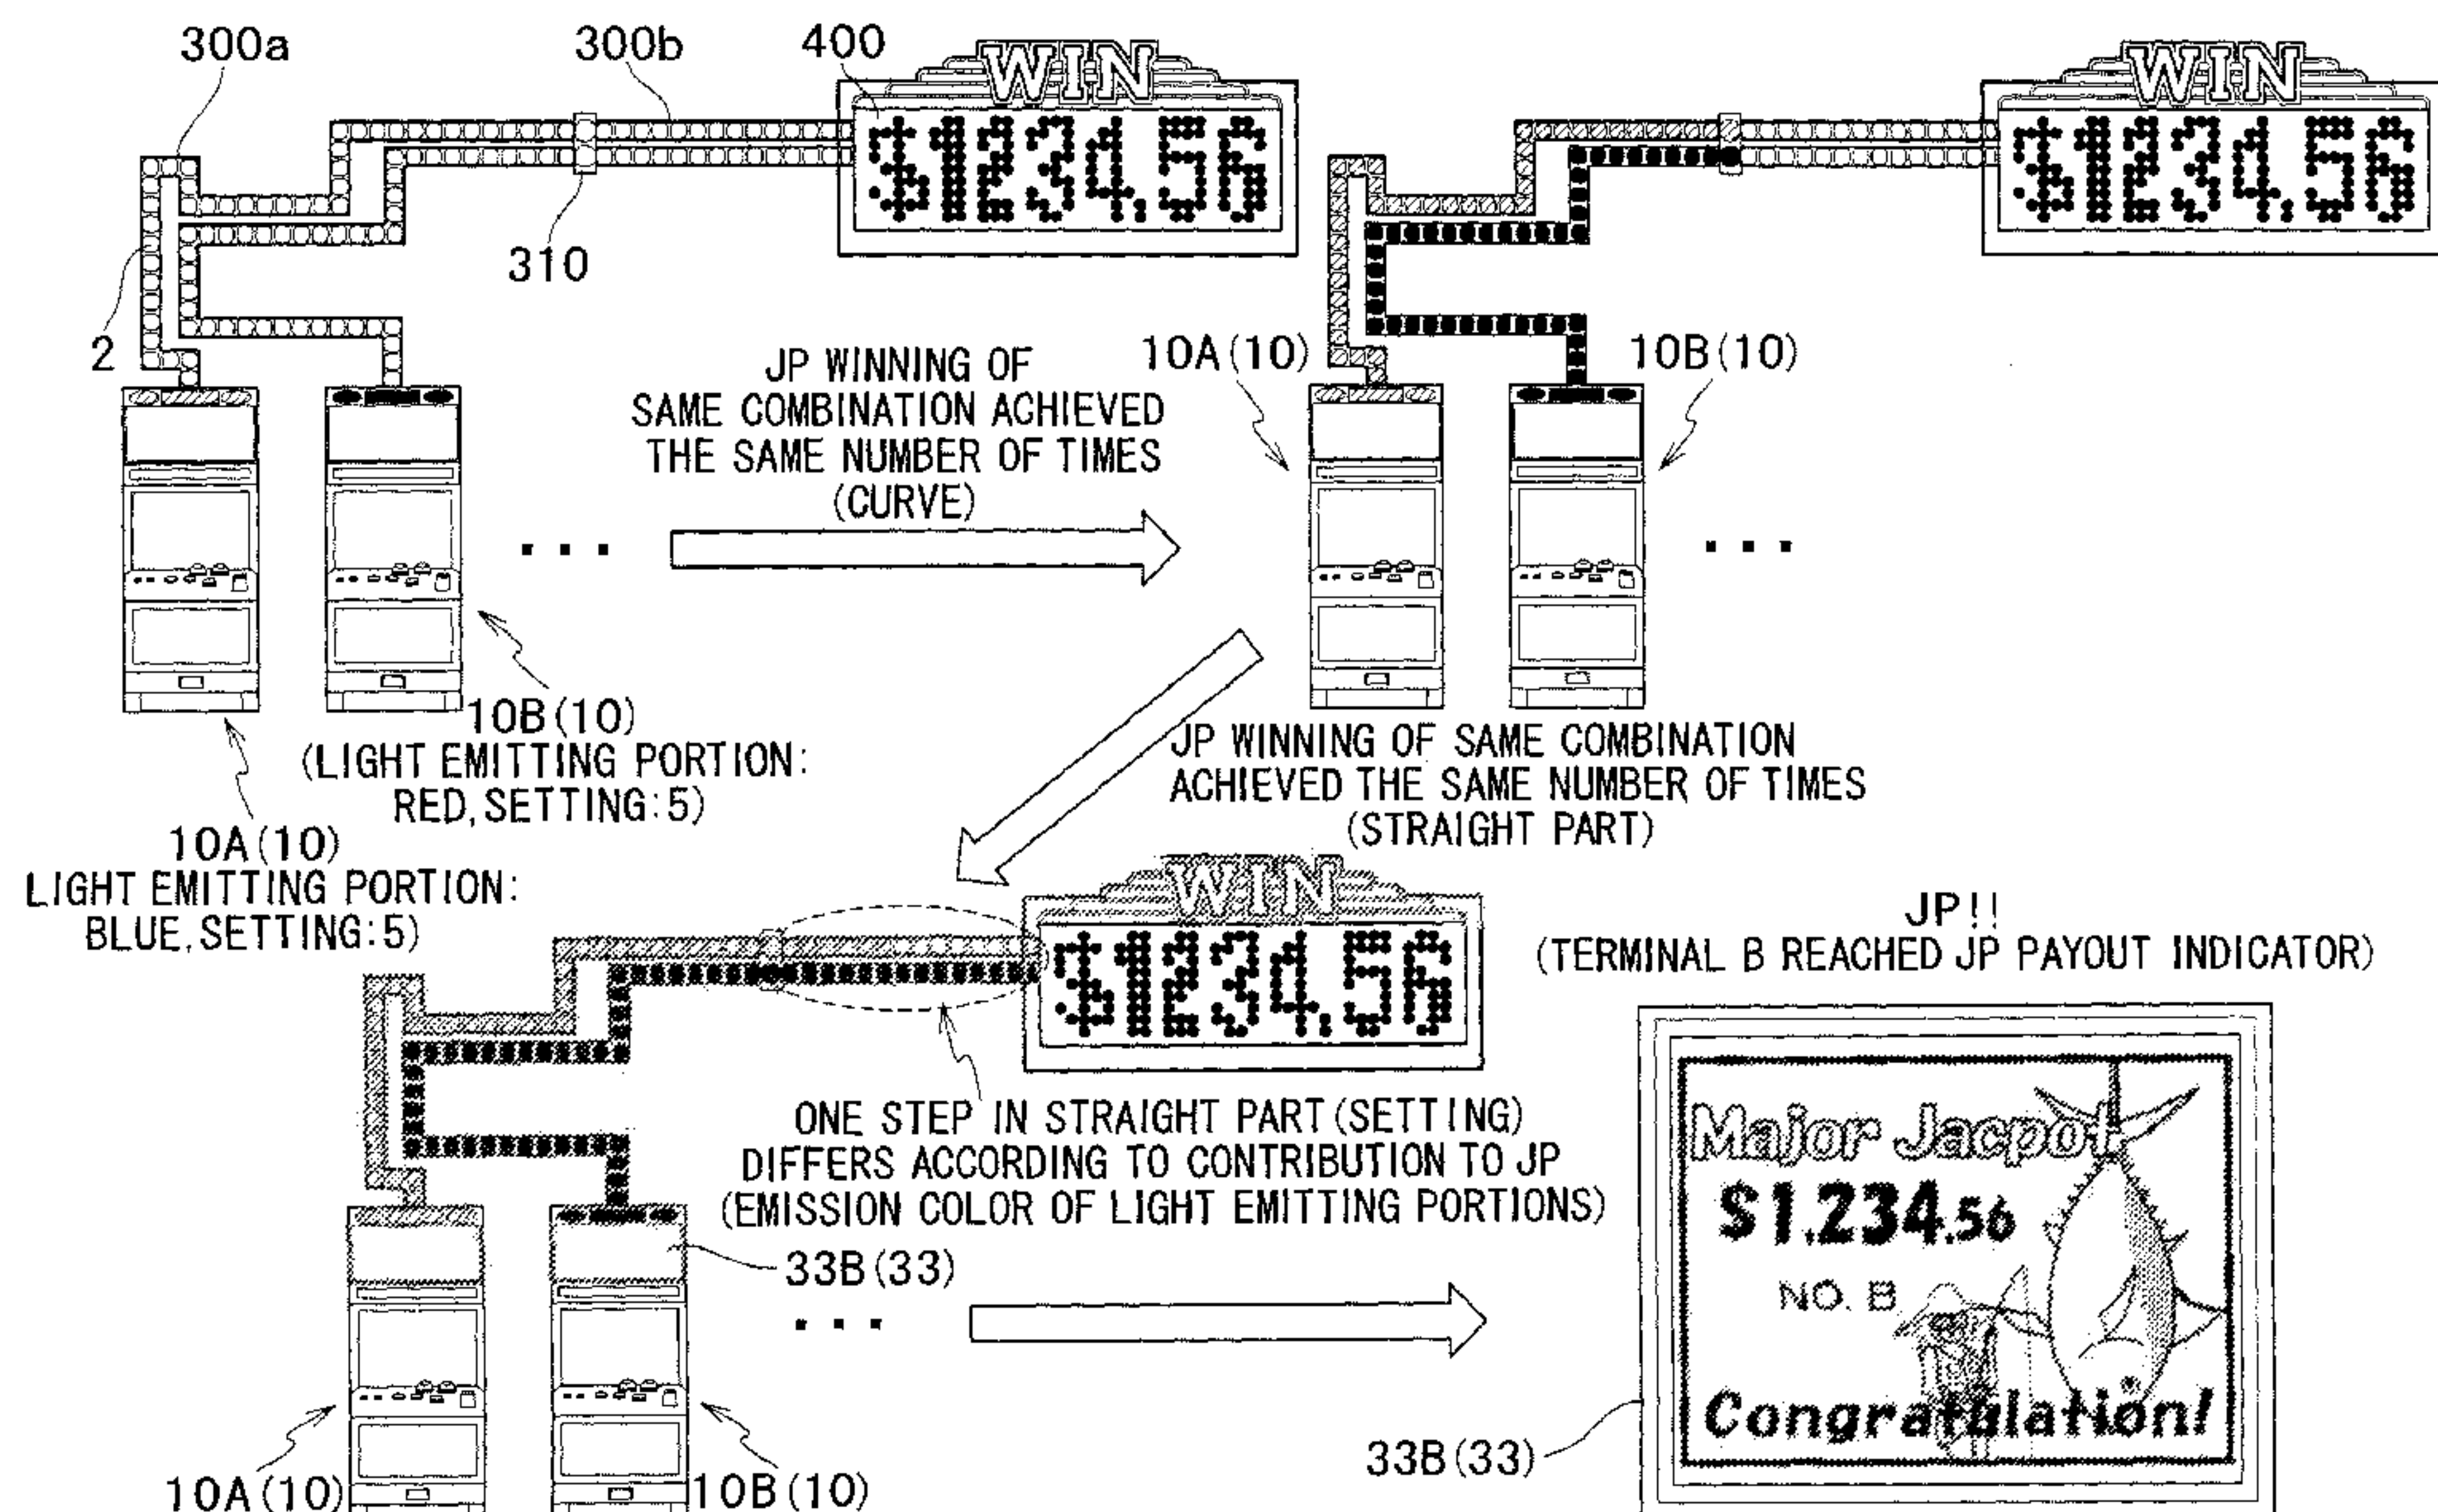 300a
300b
400
WIN
$1234.56
310
2
10B(10)
(LIGHT EMITTING PORTION:
RED,SETTING:5)
10A(10)
LIGHT EMITTING PORTION:
BLUE,SETTING:5)
JP WINNING OF
SAME COMBINATION ACHIEVED
THE SAME NUMBER OF TIMES
(CURVE)
WIN
$1234.56
10A(10)
10B(10)
JP WINNING OF SAME COMBINATION
ACHIEVED THE SAME NUMBER OF TIMES
(STRAIGHT PART)
WIN
$1234.56
ONE STEP IN STRAIGHT PART(SETTING)
DIFFERS ACCORDING TO CONTRIBUTION TO JP
(EMISSION COLOR OF LIGHT EMITTING PORTIONS)
33B(33)
10A(10)
10B(10)
JP!!
(TERMINAL B REACHED JP PAYOUT INDICATOR)
Major Jacpot
$1.234.56
NO. B
Congratulation!
33B(33)